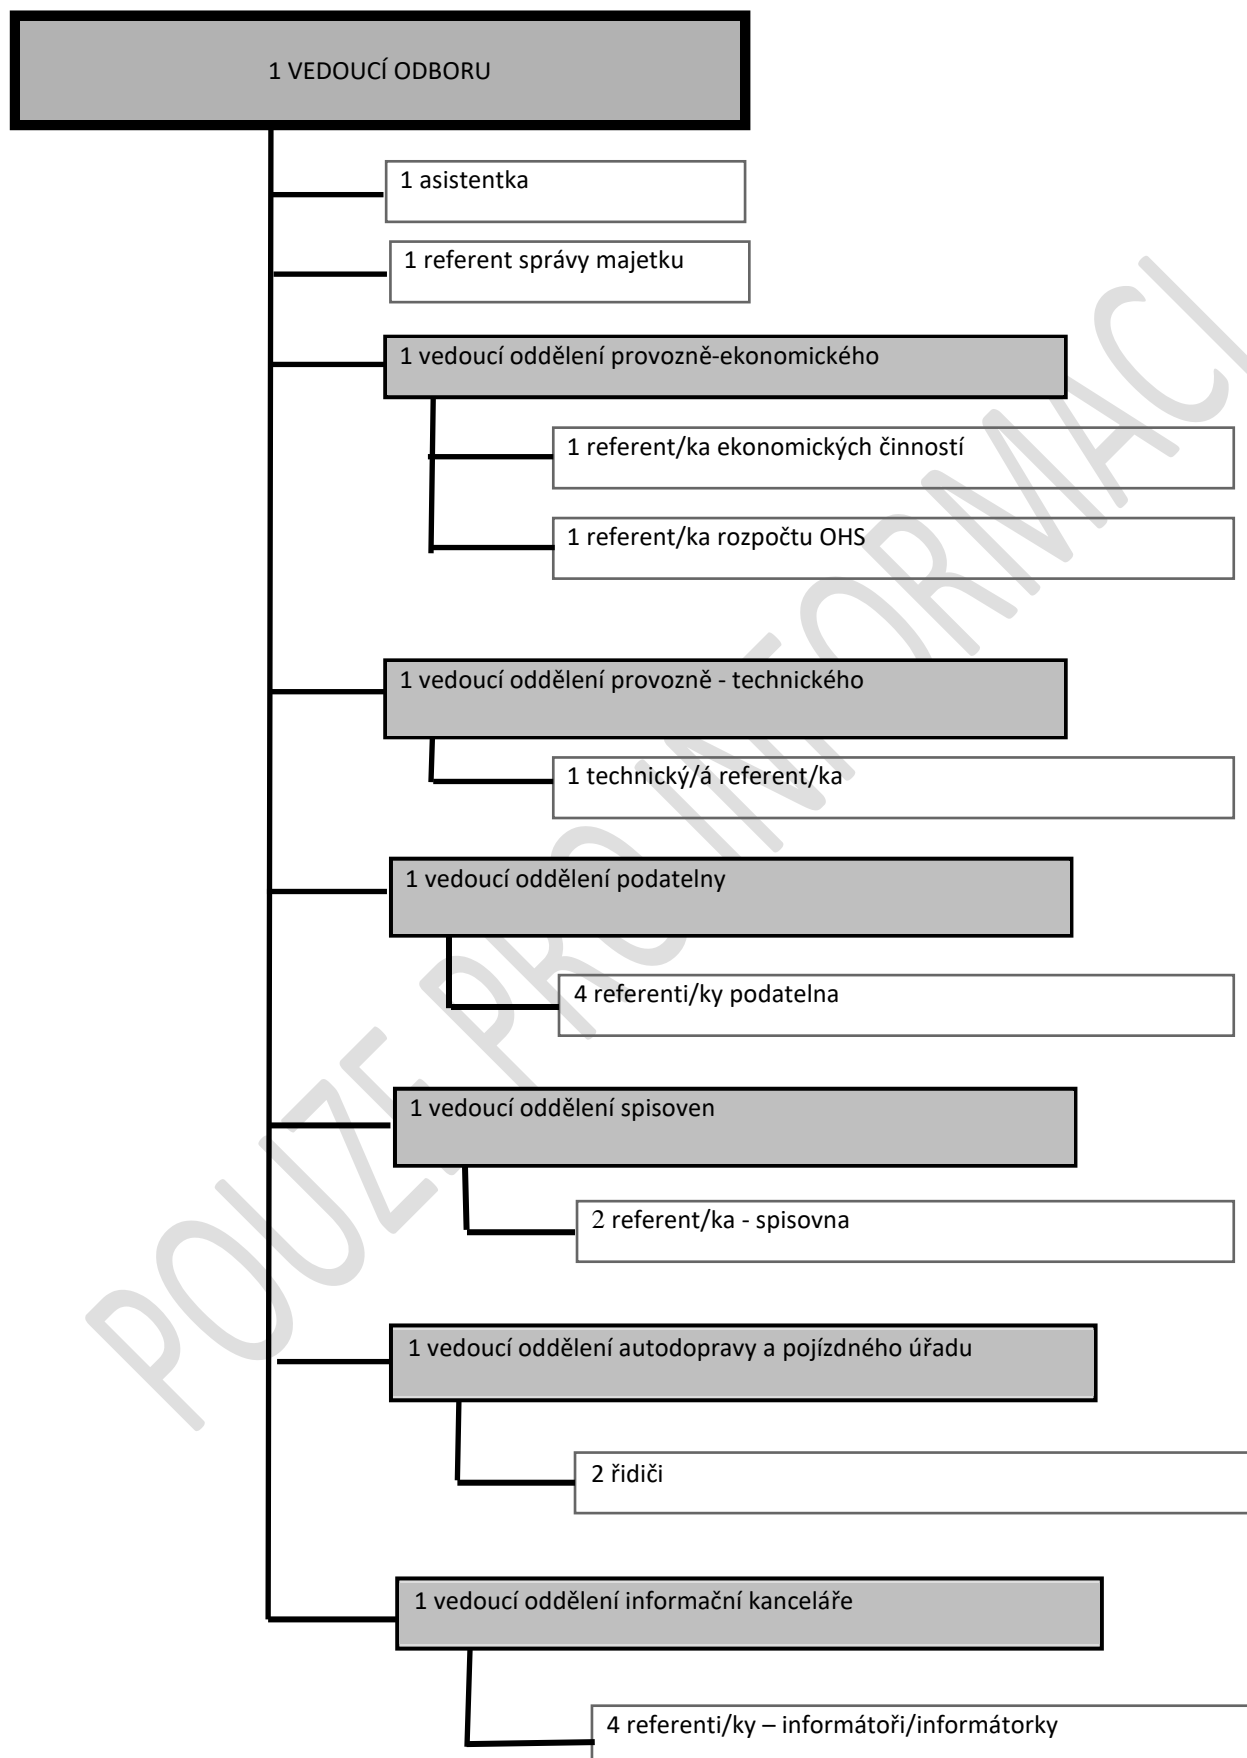 1 VEDOUCÍ ODBORU
1 asistentka
1 referent správy majetku
1 vedoucí oddělení provozně-ekonomického
1 referent/ka ekonomických činností
1 referent/ka rozpočtu OHS
1 vedoucí oddělení provozně - technického
1 technický/á referent/ka
1 vedoucí oddělení podatelny
4 referenti/ky podatelna
1 vedoucí oddělení spisoven
2 referent/ka - spisovna
1 vedoucí oddělení autodopravy a pojízdného úřadu
2 řidiči
1 vedoucí oddělení informační kanceláře
4 referenti/ky – informátoři/informátorky
POUZE PRO INFORMACI